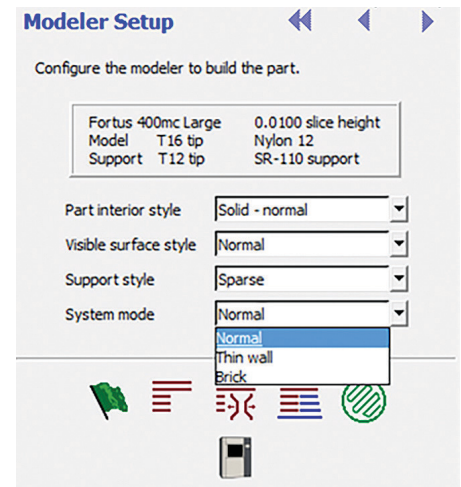 Modeler Setup
Configure the modeler to build the part.
Fortus 400mc Large 0.0100 slice height
Model T16 tip Nylon 12
Support T12 tip SR-110 support
Part interior style Solid - normal
Visible surface style Normal
Support style Sparse
System mode Normal
Normal
Thin wall
Brick